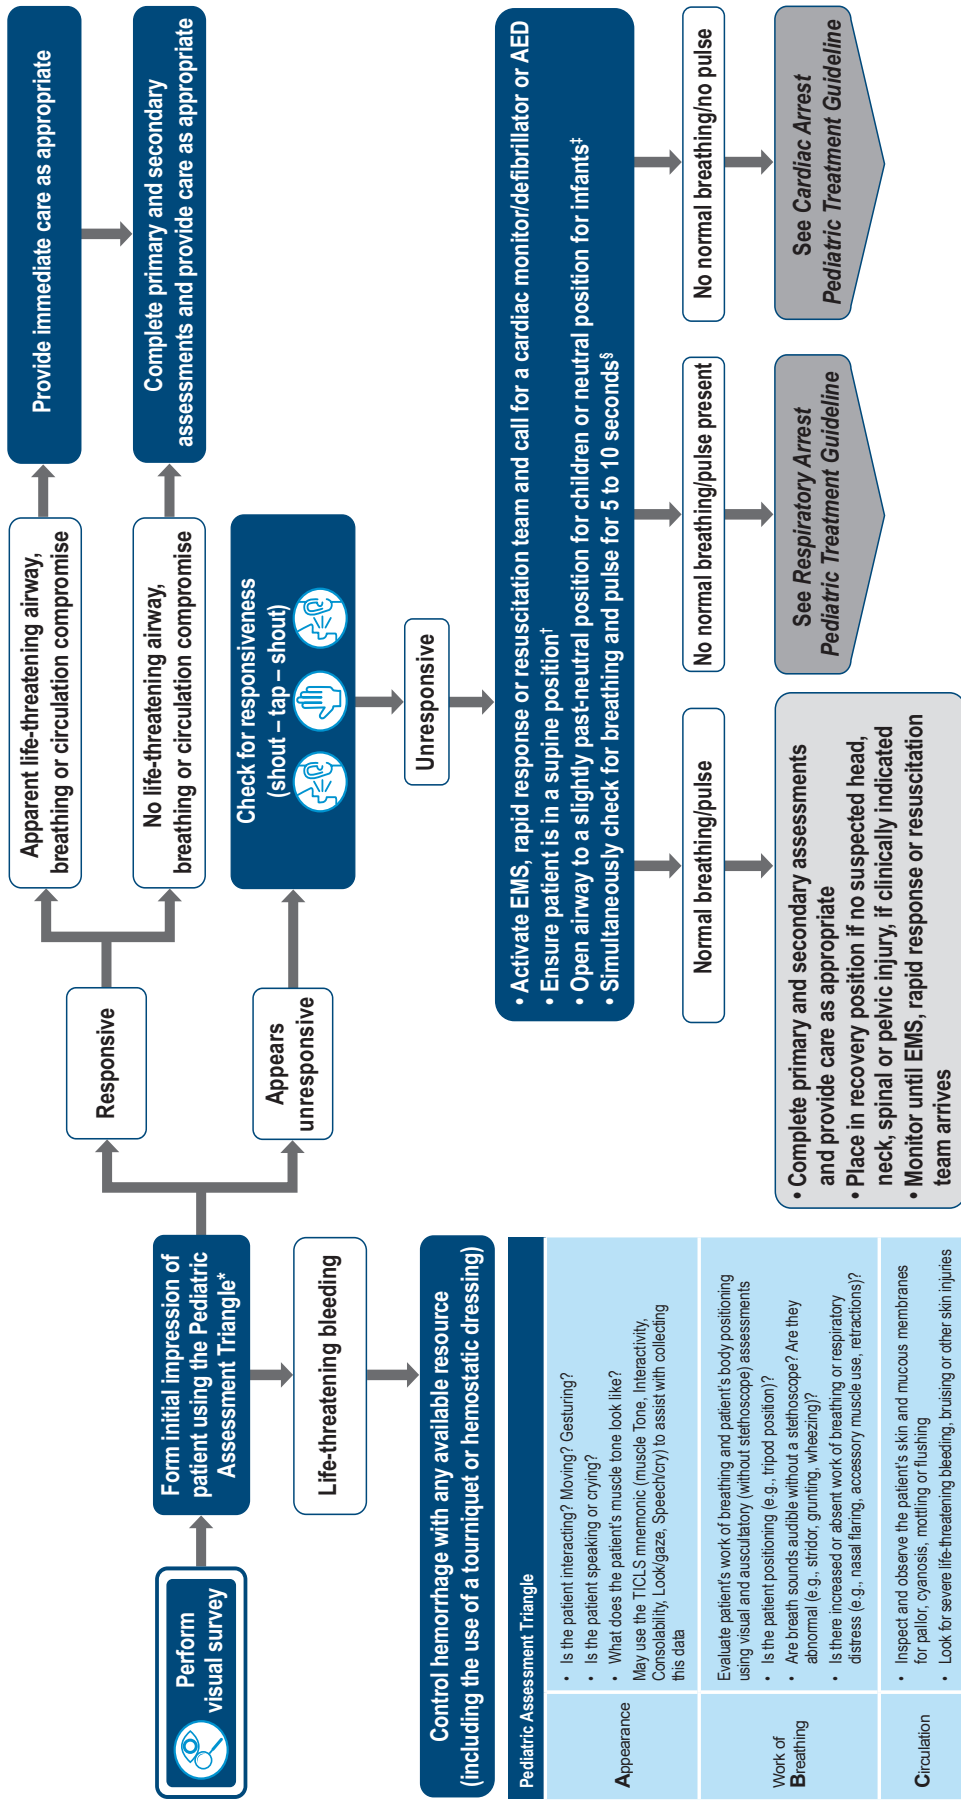 Perform
visual survey
Form initial impression of
patient using the Pediatric
Assessment Triangle*
Life-threatening bleeding
Control hemorrhage with any available resource
(including the use of a tourniquet or hemostatic dressing)
Responsive
Appears
unresponsive
Apparent life-threatening airway,
breathing or circulation compromise
No life-threatening airway,
breathing or circulation compromise
Provide immediate care as appropriate
Complete primary and secondary
assessments and provide care as appropriate
Check for responsiveness
(shout – tap – shout)
Unresponsive
• Activate EMS, rapid response or resuscitation team and call for a cardiac monitor/defibrillator or AED
• Ensure patient is in a supine position†
• Open airway to a slightly past-neutral position for children or neutral position for infants‡
• Simultaneously check for breathing and pulse for 5 to 10 seconds§
Normal breathing/pulse
No normal breathing/pulse present
No normal breathing/no pulse
• Complete primary and secondary assessments
and provide care as appropriate
• Place in recovery position if no suspected head,
neck, spinal or pelvic injury, if clinically indicated
• Monitor until EMS, rapid response or resuscitation
team arrives
See Respiratory Arrest
Pediatric Treatment Guideline
See Cardiac Arrest
Pediatric Treatment Guideline
Pediatric Assessment Triangle
Appearance
• Is the patient interacting? Moving? Gesturing?
• Is the patient speaking or crying?
• What does the patient's muscle tone look like?
May use the TICLS mnemonic (muscle Tone, Interactivity,
Consolability, Look/gaze, Speech/cry) to assist with collecting
this data
Work of
Breathing
Evaluate patient's work of breathing and patient's body positioning
using visual and auscultatory (without stethoscope) assessments
• Is the patient positioning (e.g., tripod position)?
• Are breath sounds audible without a stethoscope? Are they
abnormal (e.g., stridor, grunting, wheezing)?
• Is there increased or absent work of breathing or respiratory
distress (e.g., nasal flaring, accessory muscle use, retractions)?
Circulation
• Inspect and observe the patient's skin and mucous membranes
for pallor, cyanosis, mottling or flushing
• Look for severe life-threatening bleeding, bruising or other skin injuries